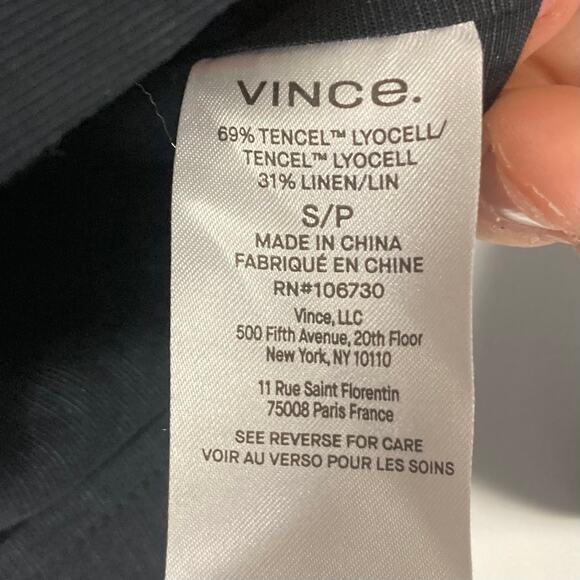 VINCE.
69% TENCEL™ LYOCELL/
TENCEL™ LYOCELL
31% LINEN/LIN
S/P
MADE IN CHINA
FABRIQUÉ EN CHINE
RN#106730
Vince, LLC
500 Fifth Avenue, 20th Floor
New York, NY 10110
11 Rue Saint Florentin
75008 Paris France
SEE REVERSE FOR CARE
VOIR AU VERSO POUR LES SOINS